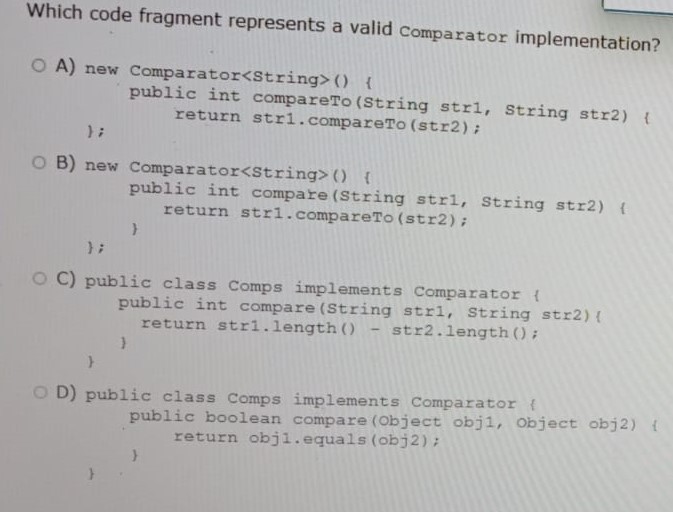 Which code fragment represents a valid Comparator implementation?
A) new Comparator<String>() {
public int compareTo(String str1, String str2) {
return str1.compareTo(str2);
};
B) new Comparator<String>() {
public int compare(String str1, String str2) {
return str1.compareTo(str2);
}
};
C) public class Comps implements Comparator {
public int compare(String str1, String str2){
return str1.length() - str2.length();
}
}
D) public class Comps implements Comparator {
public boolean compare(Object obj1, Object obj2) {
return obj1.equals(obj2);
}
}